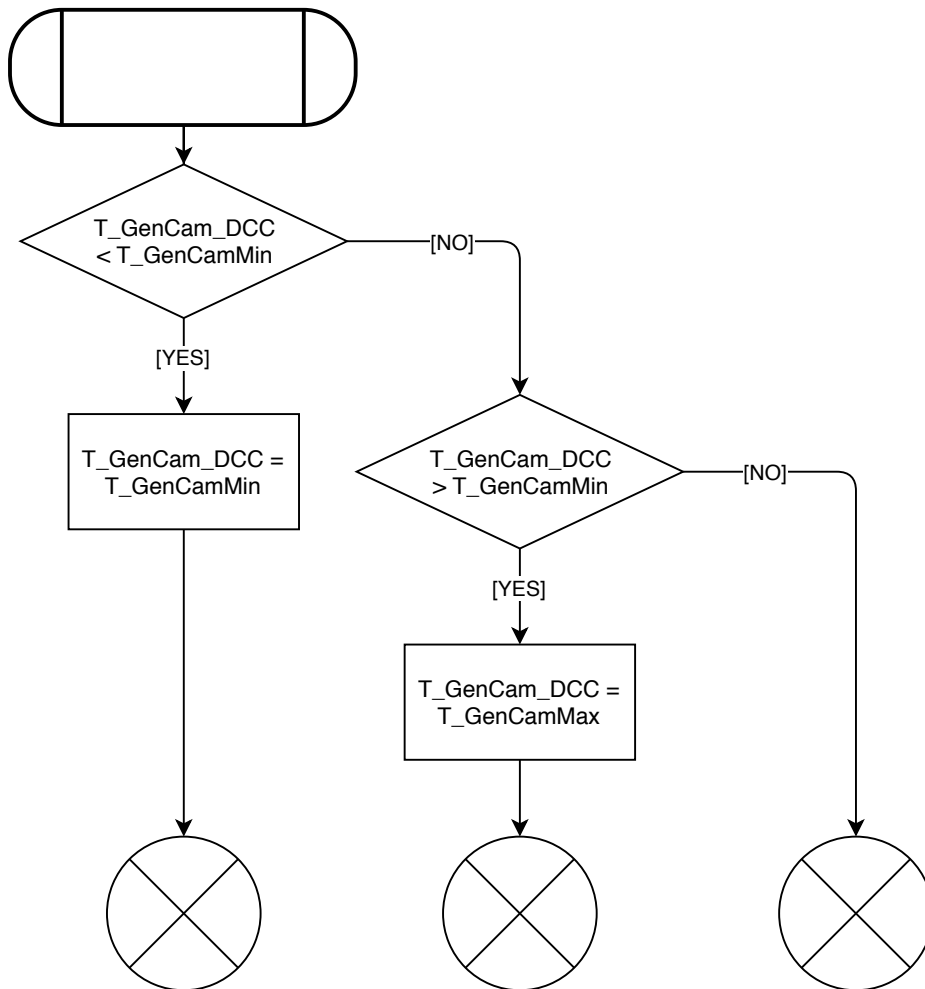 T_GenCam_DCC
< T_GenCamMin
[NO]
[YES]
T_GenCam_DCC =
T_GenCamMin
T_GenCam_DCC
> T_GenCamMin
[NO]
[YES]
T_GenCam_DCC =
T_GenCamMax